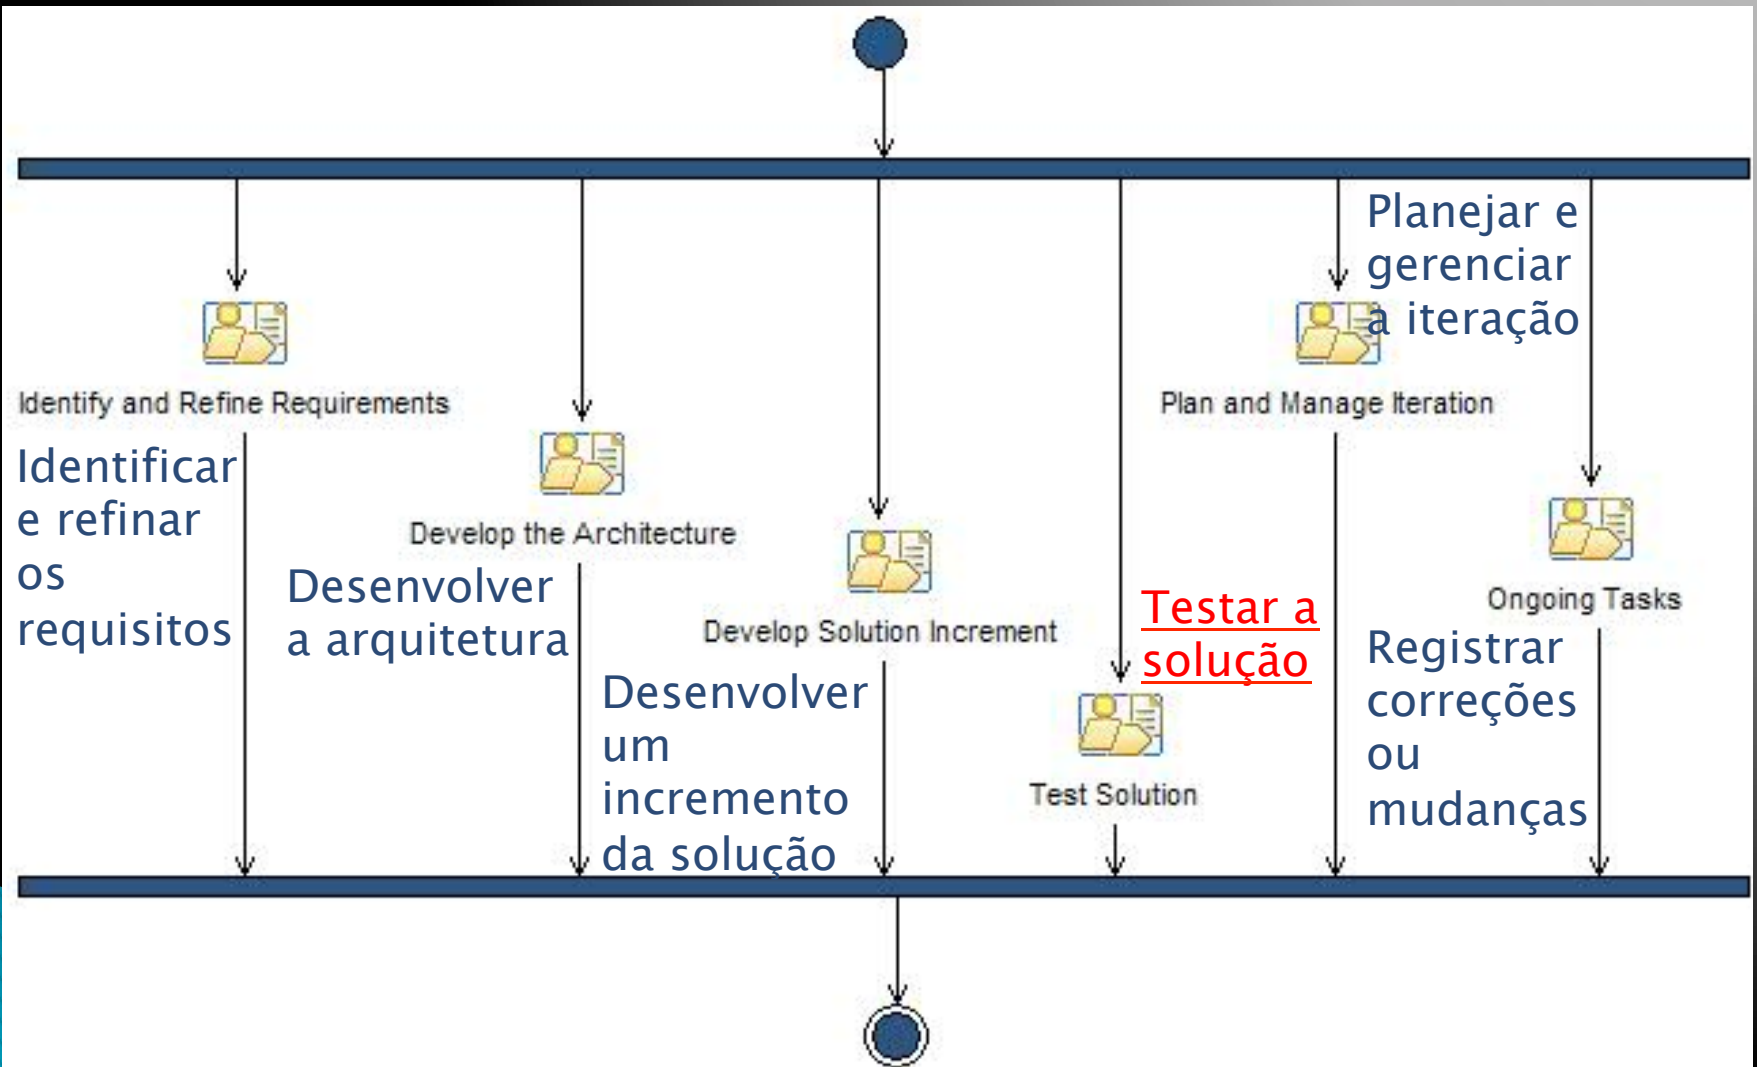 Planejar e
gerenciar
a iteração
Identify and Refine Requirements
Plan and Manage Iteration
Identificar
e refinar
os
requisitos
Develop the Architecture
Desenvolver
a arquitetura
Develop Solution Increment
Desenvolver
um
incremento
da solução
Testar a
solução
Test Solution
Ongoing Tasks
Registrar
correções
ou
mudanças